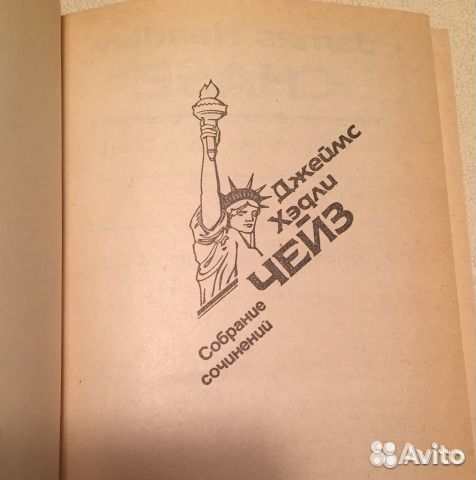 Джеймс
Хэдли
ЧЕЙЗ
Собрание
сочинений
Avito